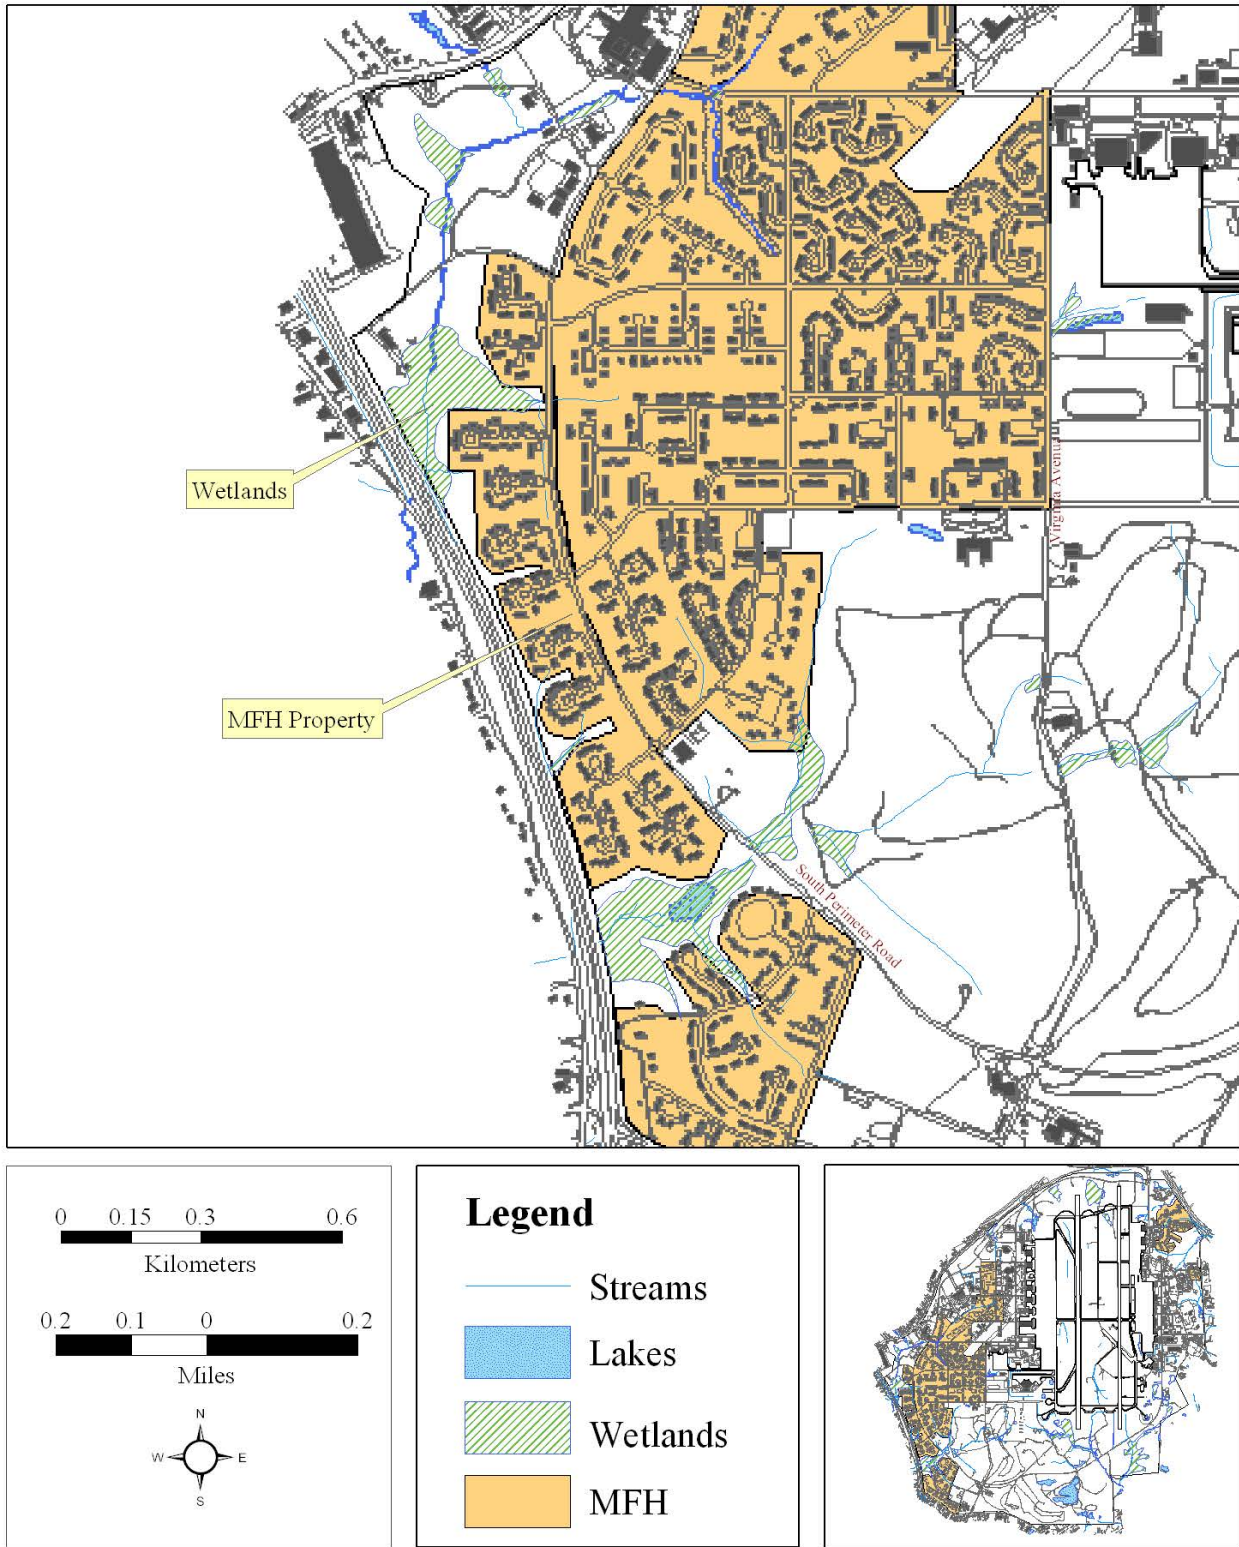 Virginia Avenue
Wetlands
MFH Property
South Perimeter Road
0 0.15 0.3 0.6
Kilometers
0.2 0.1 0 0.2
Miles
N
W E
S
Legend
Streams
Lakes
Wetlands
MFH